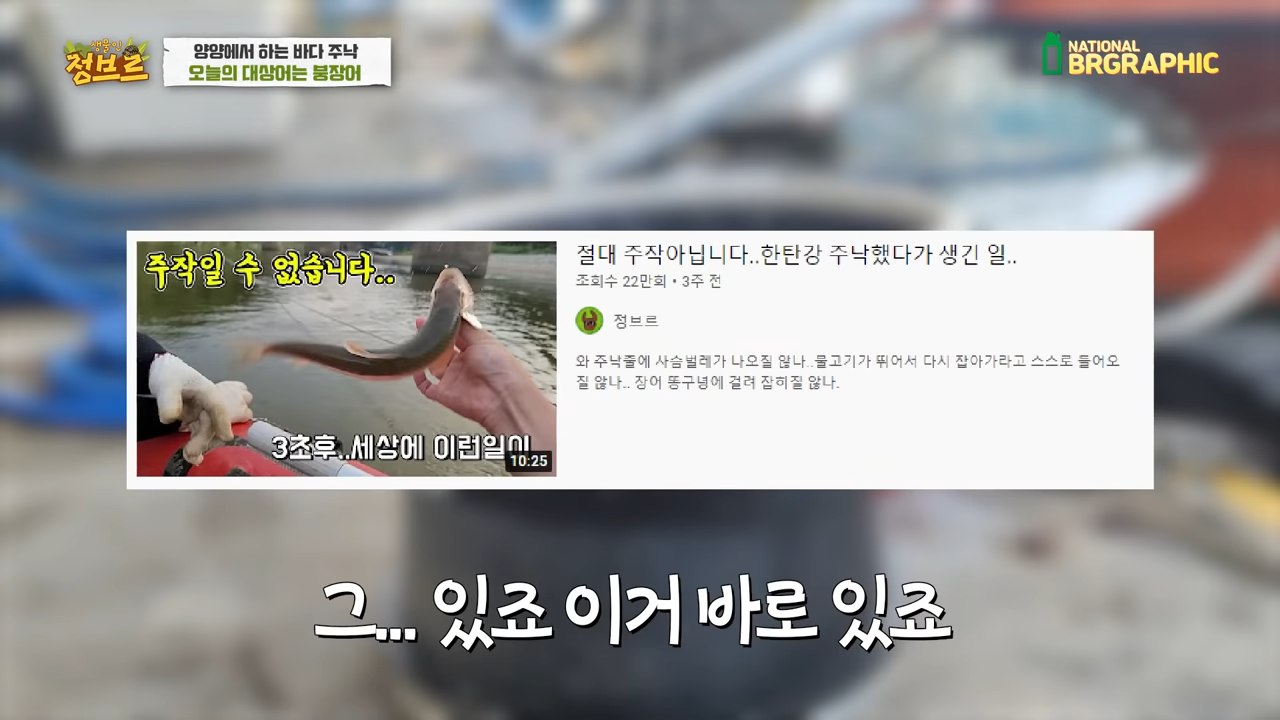 생물인
정브르
양양에서 하는 바다 주낙
오늘의 대상어는 붕장어
NATIONAL
BRGRAPHIC
주작일 수 없습니다..
3초후..세상에 이런일이
10:25
절대 주작아닙니다..한탄강 주낙했다가 생긴 일..
조회수 22만회 • 3주 전
정브르
와 주낙줄에 사슴벌레가 나오질 않나..물고기가 뛰어서 다시 잡아가라고 스스로 들어오
질 않나.. 장어 똥구녕에 걸려 잡히질 않나.
그... 있죠 이거 바로 있죠